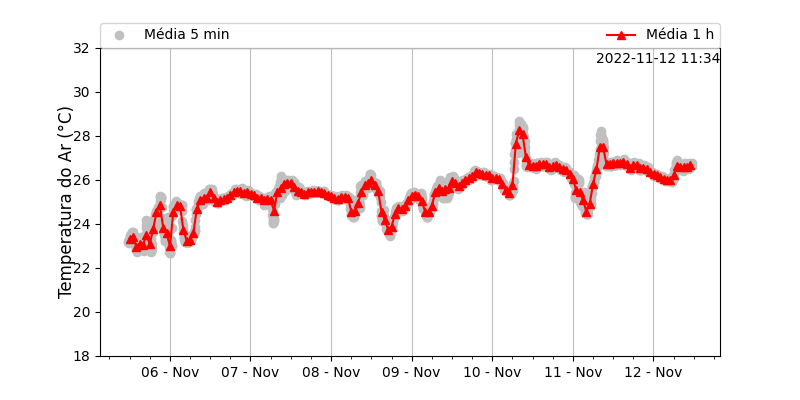 Média 5 min
Média 1 h
2022-11-12 11:34
Temperatura do Ar (°C)
32
30
28
26
24
22
20
18
06 - Nov
07 - Nov
08 - Nov
09 - Nov
10 - Nov
11 - Nov
12 - Nov